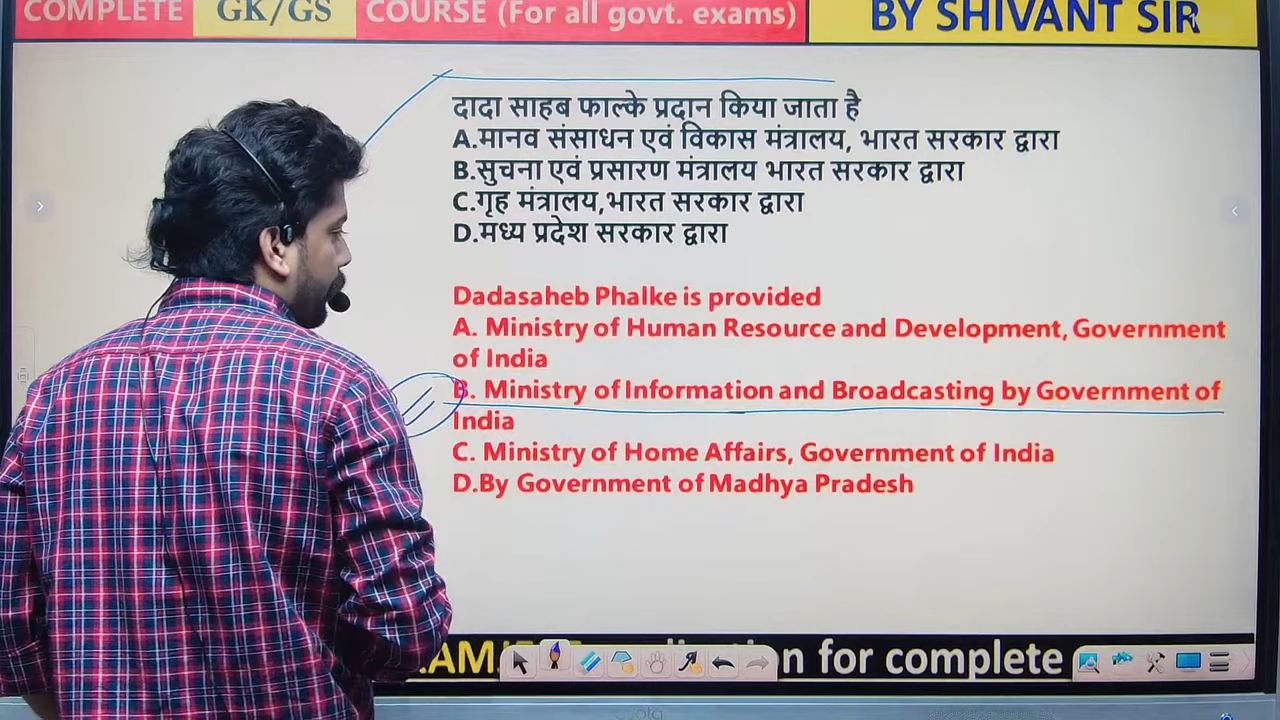 COMPLETE GK/GS COURSE (For all govt. exams) BY SHIVANT SIR
दादा साहब फाल्के प्रदान किया जाता है
A.मानव संसाधन एवं विकास मंत्रालय, भारत सरकार द्वारा
B.सुचना एवं प्रसारण मंत्रालय भारत सरकार द्वारा
C.गृह मंत्रालय,भारत सरकार द्वारा
D.मध्य प्रदेश सरकार द्वारा
Dadasaheb Phalke is provided
A. Ministry of Human Resource and Development, Government
of India
B. Ministry of Information and Broadcasting by Government of
India
C. Ministry of Home Affairs, Government of India
D.By Government of Madhya Pradesh
for complete